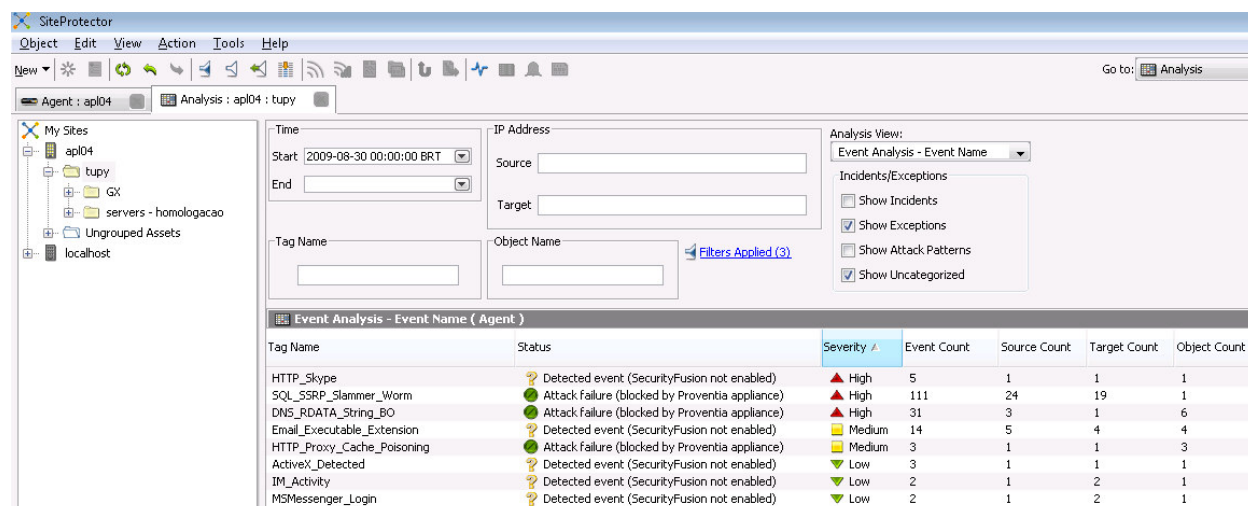 SiteProtector
Object Edit View Action Tools Help
New Go to: Analysis
Agent : apl04 Analysis : apl04 : tupy
My Sites
apl04
tupy
GX
servers - homologacao
Ungrouped Assets
localhost
Time
Start 2009-08-30 00:00:00 BRT
End
IP Address
Source
Target
Analysis View:
Event Analysis - Event Name
Incidents/Exceptions
Show Incidents
Show Exceptions
Show Attack Patterns
Show Uncategorized
Tag Name
Object Name
Filters Applied (3)
Event Analysis - Event Name ( Agent )
Tag Name Status Severity Event Count Source Count Target Count Object Count
HTTP_Skype Detected event (SecurityFusion not enabled) High 5 1 1 1
SQL_SSRP_Slammer_Worm Attack failure (blocked by Proventia appliance) High 111 24 19 1
DNS_RDATA_String_BO Attack failure (blocked by Proventia appliance) High 31 3 1 6
Email_Executable_Extension Detected event (SecurityFusion not enabled) Medium 14 5 4 4
HTTP_Proxy_Cache_Poisoning Attack failure (blocked by Proventia appliance) Medium 3 1 1 3
ActiveX_Detected Detected event (SecurityFusion not enabled) Low 3 1 1 1
IM_Activity Detected event (SecurityFusion not enabled) Low 2 1 2 1
MSMessenger_Login Detected event (SecurityFusion not enabled) Low 2 1 2 1